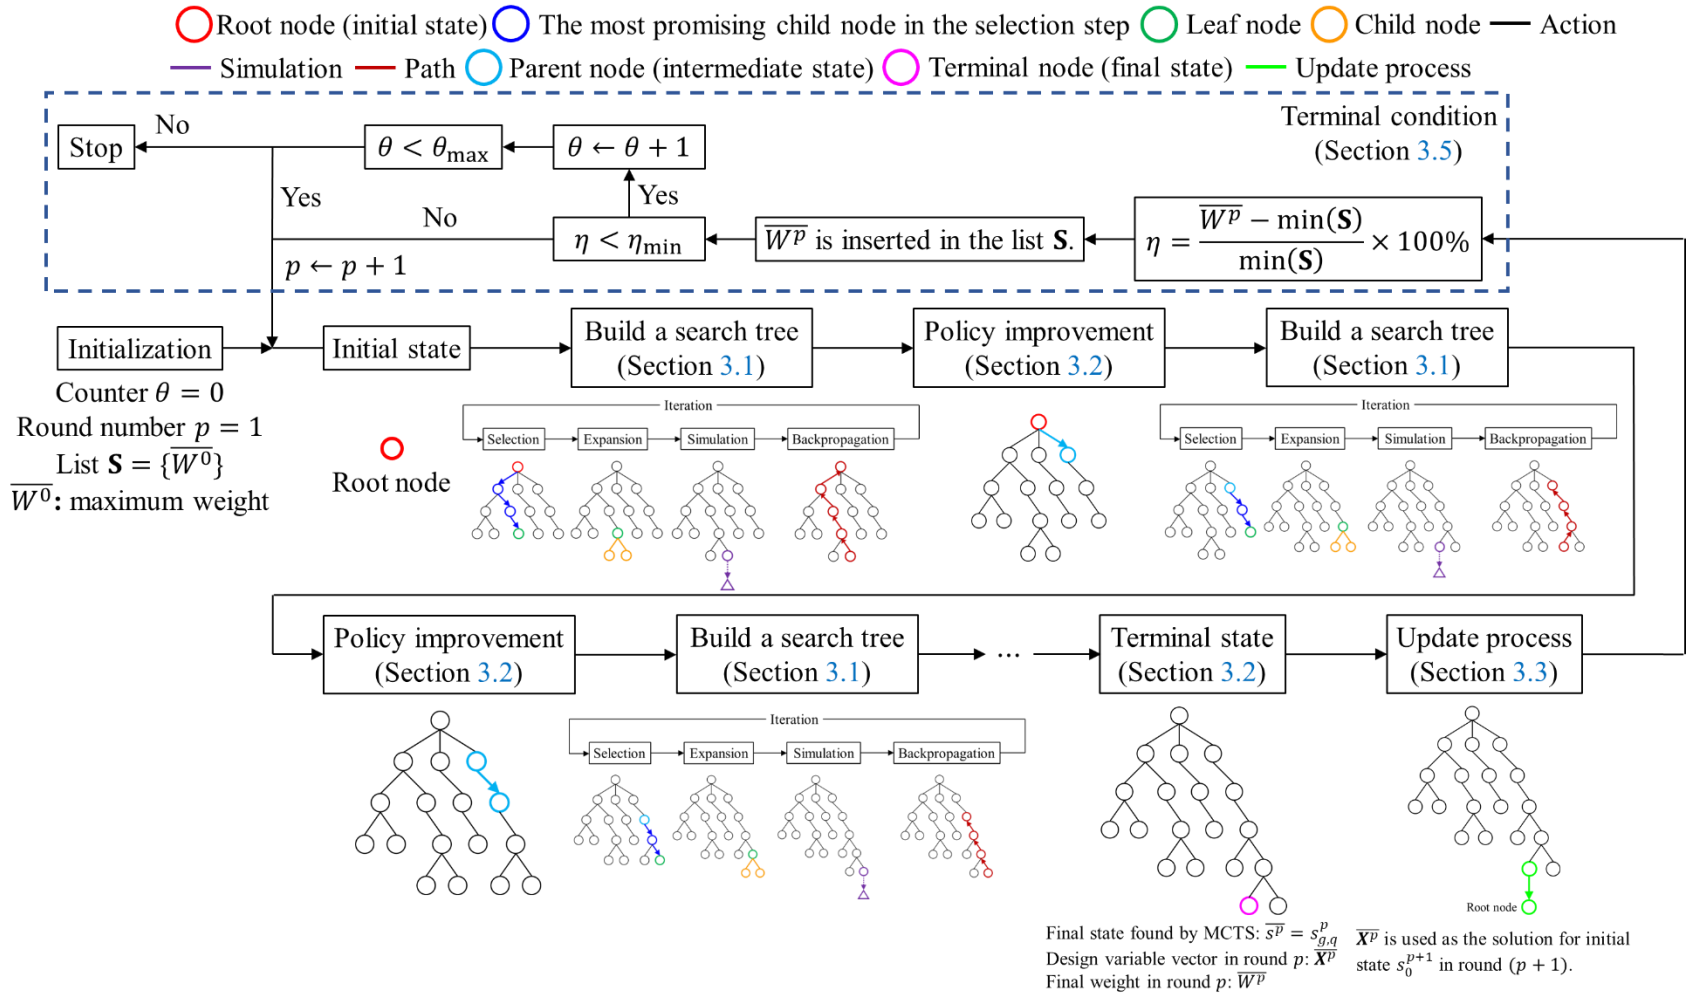 Root node (initial state) The most promising child node in the selection step Leaf node Child node Action
Simulation Path Parent node (intermediate state) Terminal node (final state) Update process
Terminal condition
(Section 3.5)
Stop
No
θ < θmax
θ ← θ + 1
Yes
Yes
No
η < ηmin
W̅ᵖ is inserted in the list S.
η = (W̅ᵖ − min(S)) / min(S) × 100%
p ← p + 1
Initialization
Counter θ = 0
Round number p = 1
List S = {W̅⁰}
W̅⁰: maximum weight
Initial state
Root node
Build a search tree
(Section 3.1)
Iteration
Selection Expansion Simulation Backpropagation
Policy improvement
(Section 3.2)
Build a search tree
(Section 3.1)
Iteration
Selection Expansion Simulation Backpropagation
Policy improvement
(Section 3.2)
Build a search tree
(Section 3.1)
Iteration
Selection Expansion Simulation Backpropagation
...
Terminal state
(Section 3.2)
Update process
(Section 3.3)
Root node
Final state found by MCTS: s̅ᵖ = s^p_{g,q}
Design variable vector in round p: X̅ᵖ
Final weight in round p: W̅ᵖ
X̅ᵖ is used as the solution for initial
state s_0^{p+1} in round (p + 1).